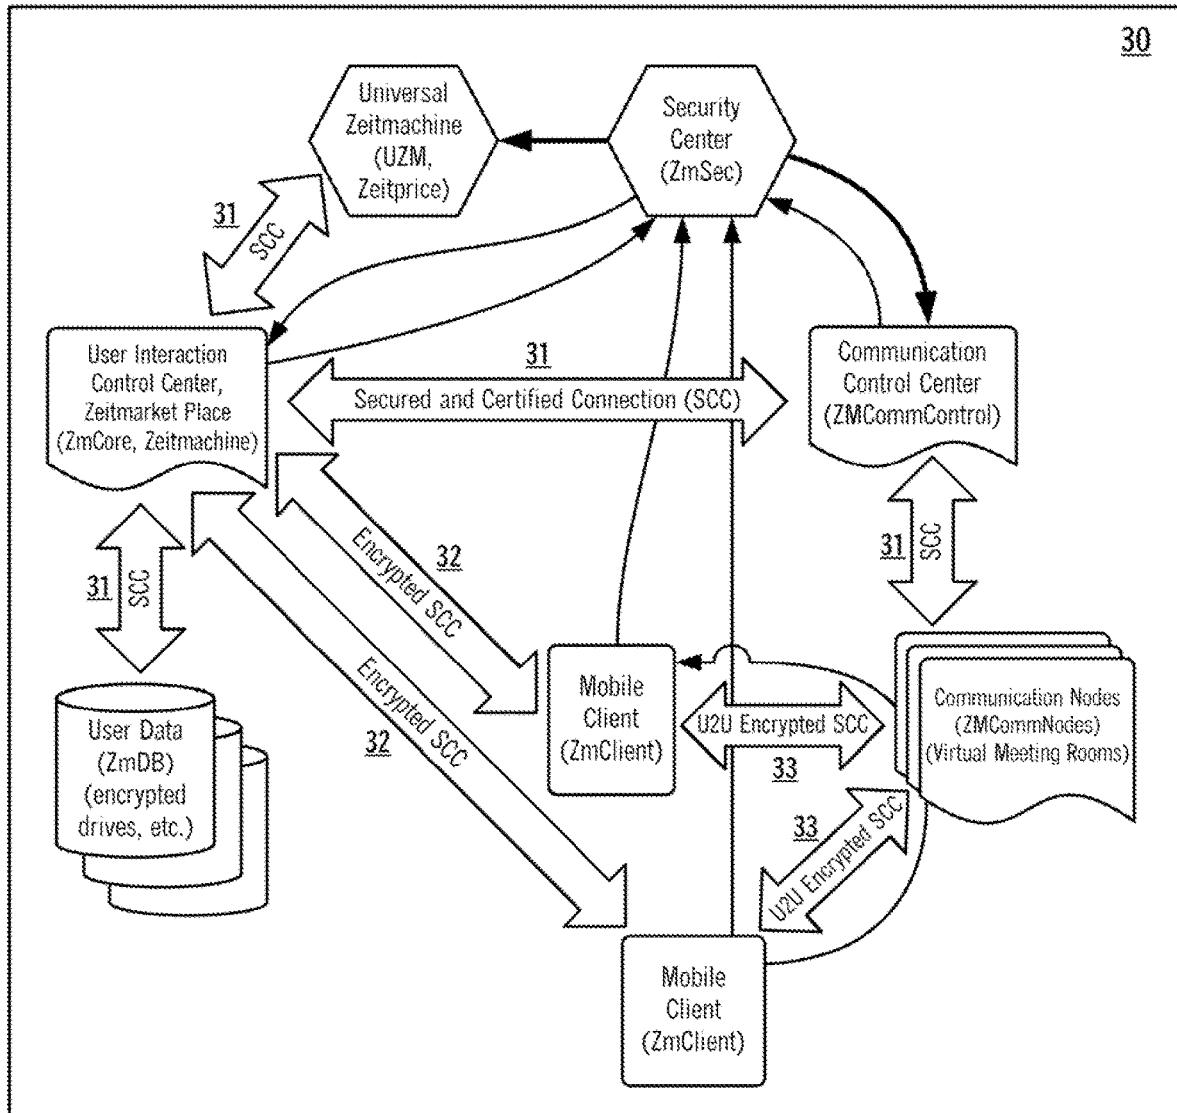 30
Universal
Zeitmachine
(UZM,
Zeitprice)
Security
Center
(ZmSec)
31
SCC
User Interaction
Control Center,
Zeitmarket Place
(ZmCore, Zeitmachine)
31
Secured and Certified Connection (SCC)
Communication
Control Center
(ZMCommControl)
31
SCC
32
Encrypted SCC
31
SCC
Encrypted SCC
32
User Data
(ZmDB)
(encrypted
drives, etc.)
Mobile
Client
(ZmClient)
U2U Encrypted SCC
33
Communication Nodes
(ZMCommNodes)
(Virtual Meeting Rooms)
33
U2U Encrypted SCC
Mobile
Client
(ZmClient)